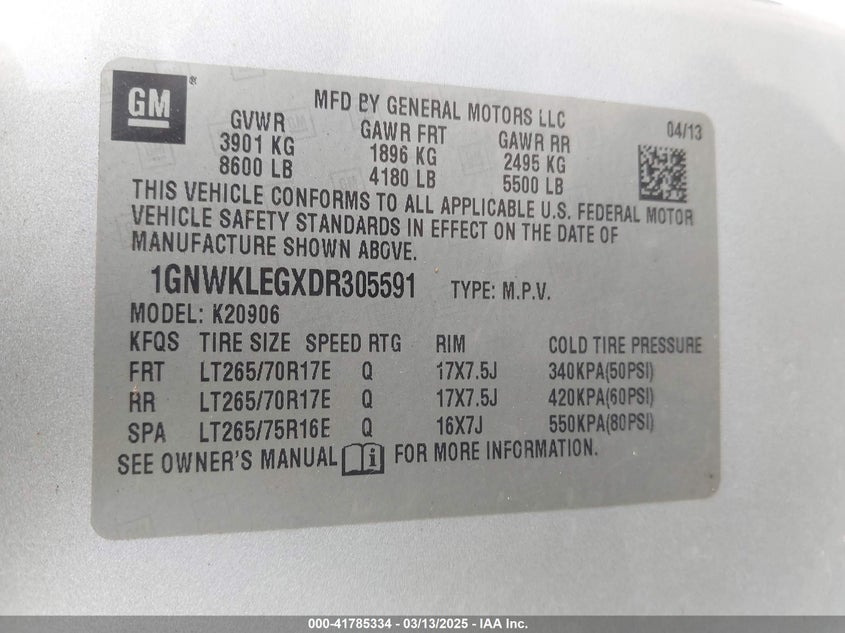 GM ®
MFD BY GENERAL MOTORS LLC
GVWR GAWR FRT GAWR RR 04/13
3901 KG 1896 KG 2495 KG
8600 LB 4180 LB 5500 LB
THIS VEHICLE CONFORMS TO ALL APPLICABLE U.S. FEDERAL MOTOR
VEHICLE SAFETY STANDARDS IN EFFECT ON THE DATE OF
MANUFACTURE SHOWN ABOVE.
1GNWKLEGXDR305591 TYPE: M.P.V.
MODEL: K20906
KFQS TIRE SIZE SPEED RTG RIM COLD TIRE PRESSURE
FRT LT265/70R17E Q 17X7.5J 340KPA(50PSI)
RR LT265/70R17E Q 17X7.5J 420KPA(60PSI)
SPA LT265/75R16E Q 16X7J 550KPA(80PSI)
SEE OWNER'S MANUAL i FOR MORE INFORMATION.
000-41785334 / 03/13/2025 - IAA Inc.